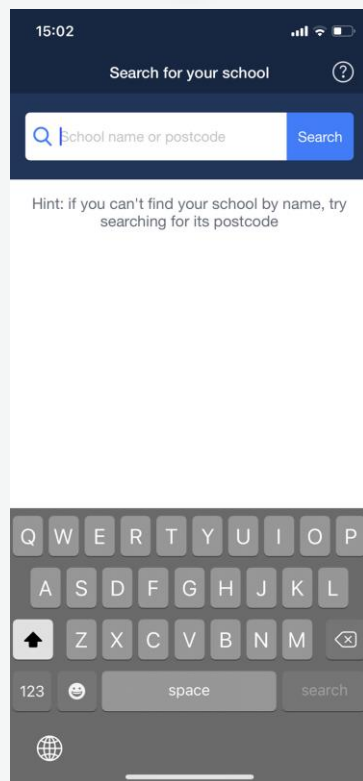 15:02
Search for your school
?
School name or postcode
Search
Hint: if you can't find your school by name, try
searching for its postcode
Q W E R T Y U I O P
A S D F G H J K L
Z X C V B N M
123 space search